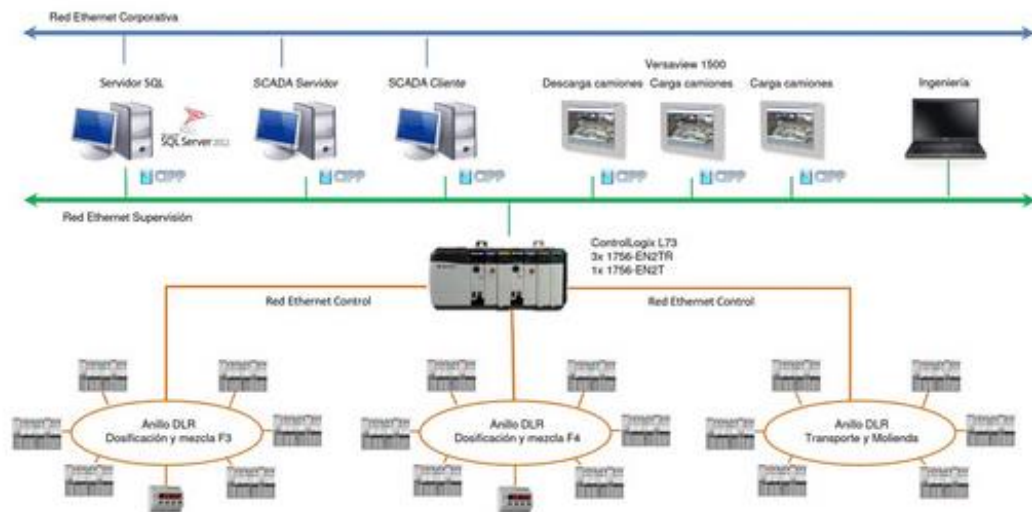 Red Ethernet Corporativa
Versaview 1500
Servidor SQL
SCADA Servidor
SCADA Cliente
Descarga camiones
Carga camiones
Carga camiones
Ingeniería
SQL Server 2012
CIPP
CIPP
CIPP
CIPP
CIPP
CIPP
Red Ethernet Supervisión
ControlLogix L73
3x 1756-EN2TR
1x 1756-EN2T
Red Ethernet Control
Red Ethernet Control
Anillo DLR
Dosificación y mezcla F3
Anillo DLR
Dosificación y mezcla F4
Anillo DLR
Transporte y Molienda